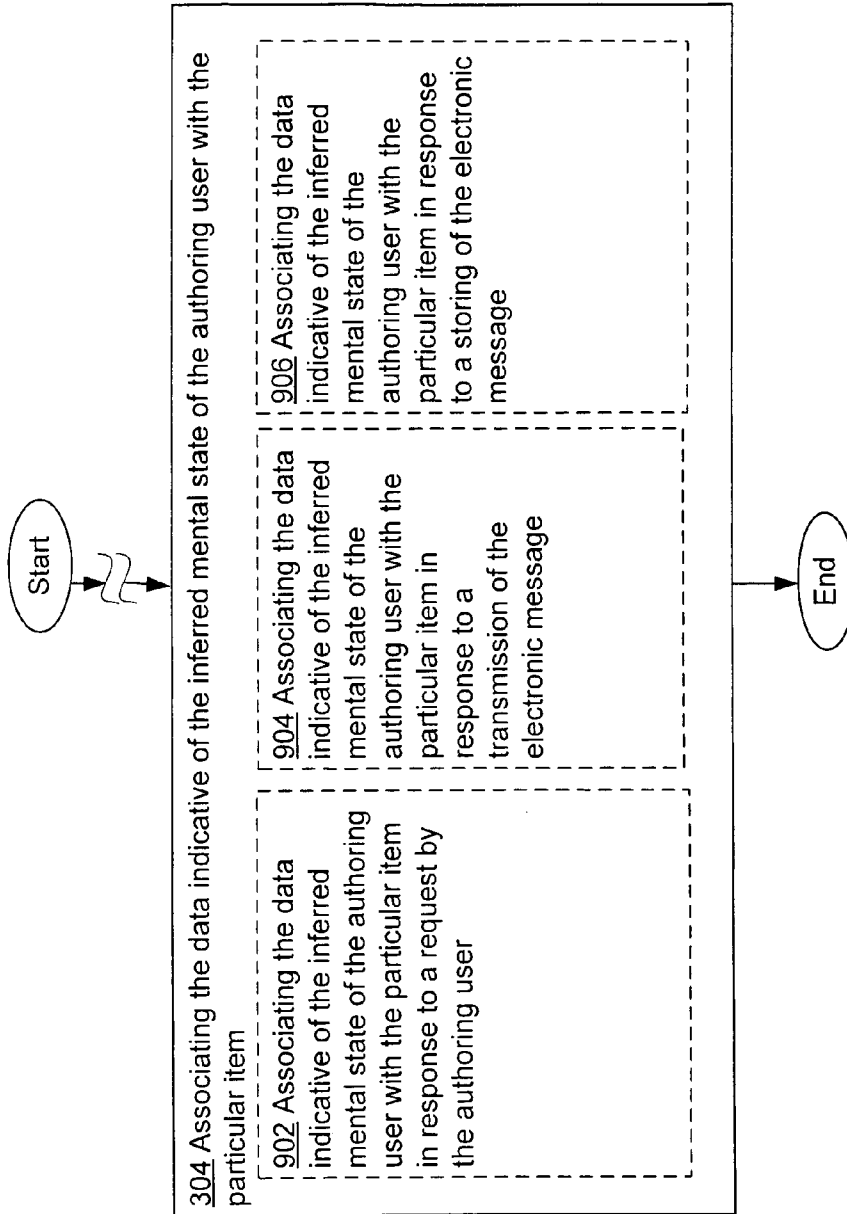 Start
304 Associating the data indicative of the inferred mental state of the authoring user with the
particular item
902 Associating the data
indicative of the inferred
mental state of the authoring
user with the particular item
in response to a request by
the authoring user
904 Associating the data
indicative of the inferred
mental state of the
authoring user with the
particular item in
response to a
transmission of the
electronic message
906 Associating the data
indicative of the inferred
mental state of the
authoring user with the
particular item in response
to a storing of the electronic
message
End